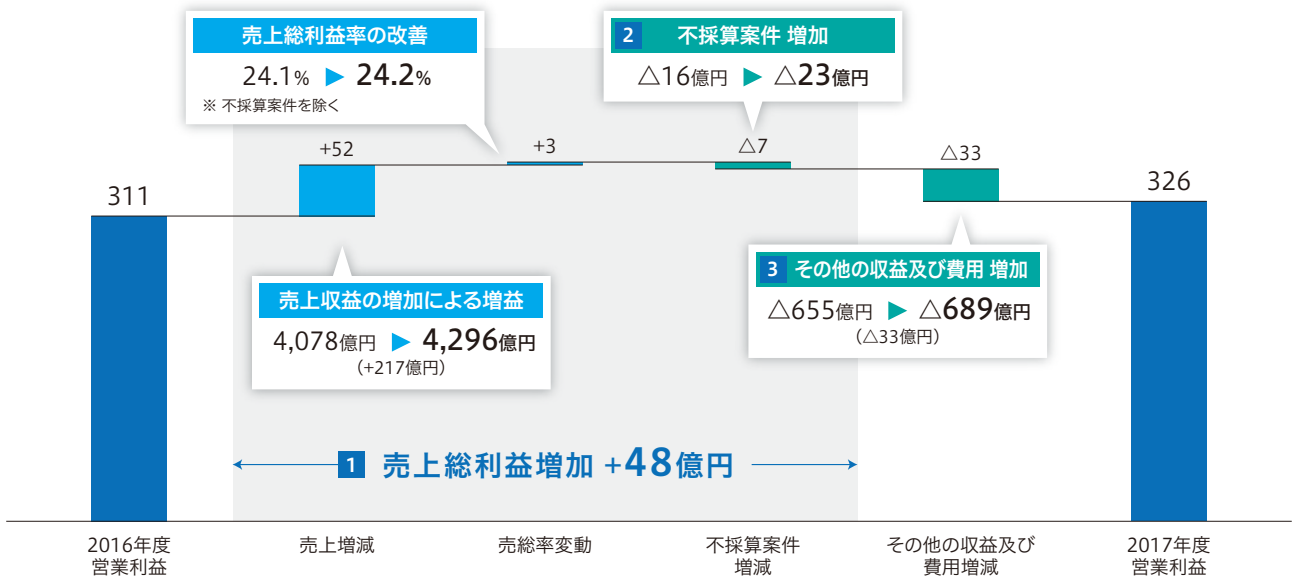 売上総利益率の改善
24.1% ▶ 24.2%
※ 不採算案件を除く
2 不採算案件 増加
△16億円 ▶ △23億円
+52
+3
△7
△33
311
326
売上収益の増加による増益
4,078億円 ▶ 4,296億円
(+217億円)
3 その他の収益及び費用 増加
△655億円 ▶ △689億円
(△33億円)
1 売上総利益増加 +48億円
2016年度
営業利益
売上増減
売総率変動
不採算案件
増減
その他の収益及び
費用増減
2017年度
営業利益